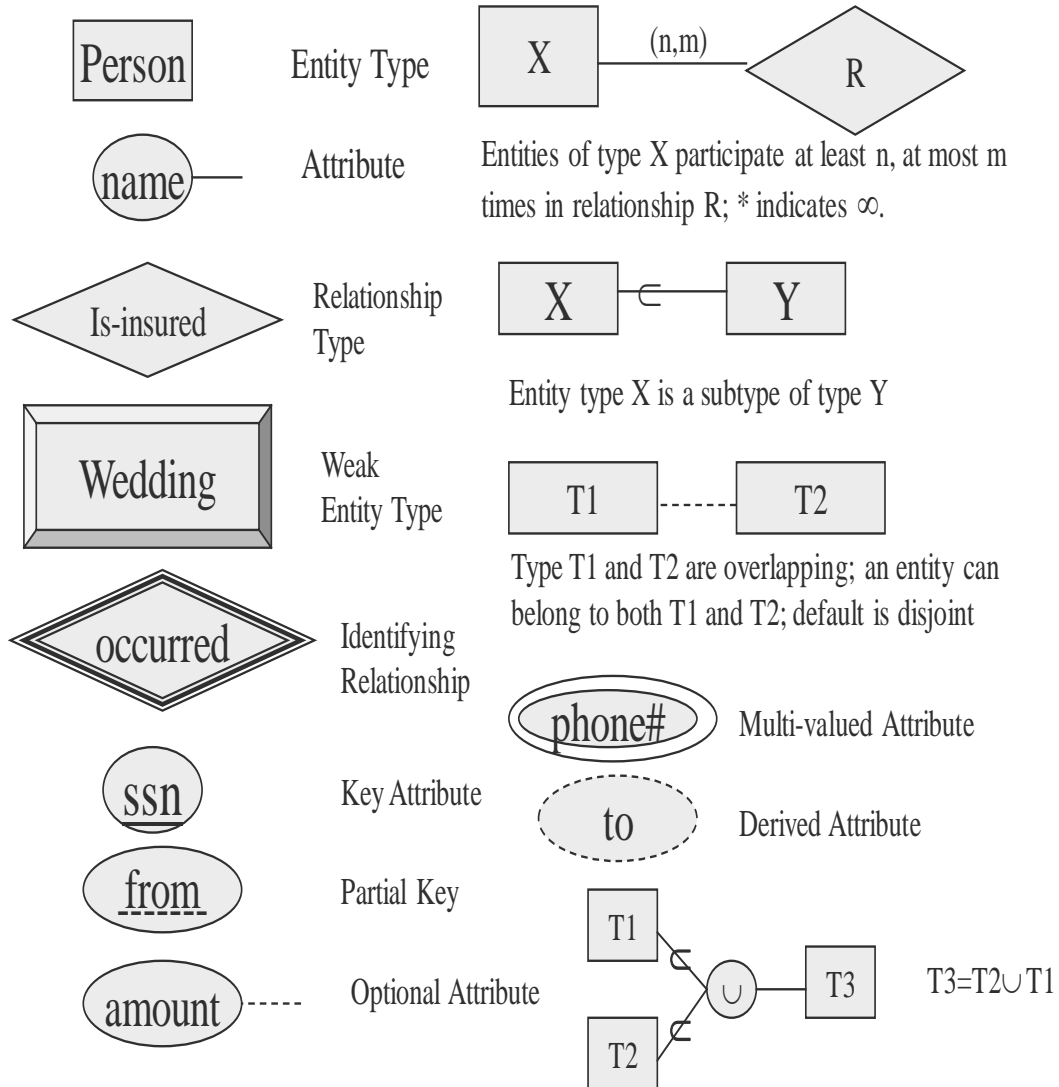 Person
Entity Type
name
Attribute
Is-insured
Relationship
Type
Wedding
Weak
Entity Type
occurred
Identifying
Relationship
ssn
Key Attribute
from
Partial Key
amount
Optional Attribute
X
(n,m)
R
Entities of type X participate at least n, at most m
times in relationship R; * indicates ∞.
X
⊂
Y
Entity type X is a subtype of type Y
T1
T2
Type T1 and T2 are overlapping; an entity can
belong to both T1 and T2; default is disjoint
phone#
Multi-valued Attribute
to
Derived Attribute
T1
⊂
∪
T3
T3=T2∪T1
⊂
T2